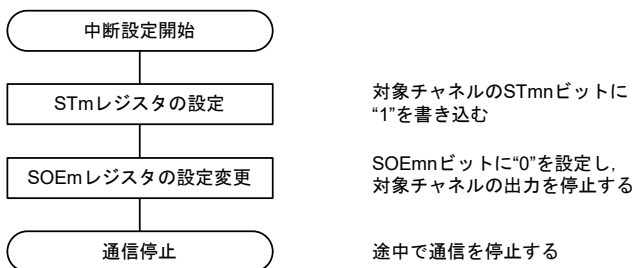 中断設定開始
STmレジスタの設定
対象チャネルのSTmnビットに
“1”を書き込む
SOEmレジスタの設定変更
SOEmnビットに“0”を設定し,
対象チャネルの出力を停止する
通信停止
途中で通信を停止する